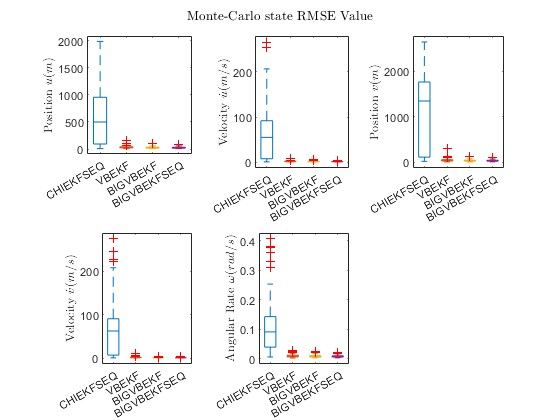 Monte-Carlo state RMSE Value
Position u(m)
2000
1500
1000
500
0
CHIEKFSEQ
VBEKF
BIGVBEKF
BIGVBEKFSEQ
Velocity u̇(m/s)
200
100
0
CHIEKFSEQ
VBEKF
BIGVBEKF
BIGVBEKFSEQ
Position v(m)
2000
1000
0
CHIEKFSEQ
VBEKF
BIGVBEKF
BIGVBEKFSEQ
Velocity v̇(m/s)
200
100
0
CHIEKFSEQ
VBEKF
BIGVBEKF
BIGVBEKFSEQ
Angular Rate ω(rad/s)
0.4
0.3
0.2
0.1
0
CHIEKFSEQ
VBEKF
BIGVBEKF
BIGVBEKFSEQ